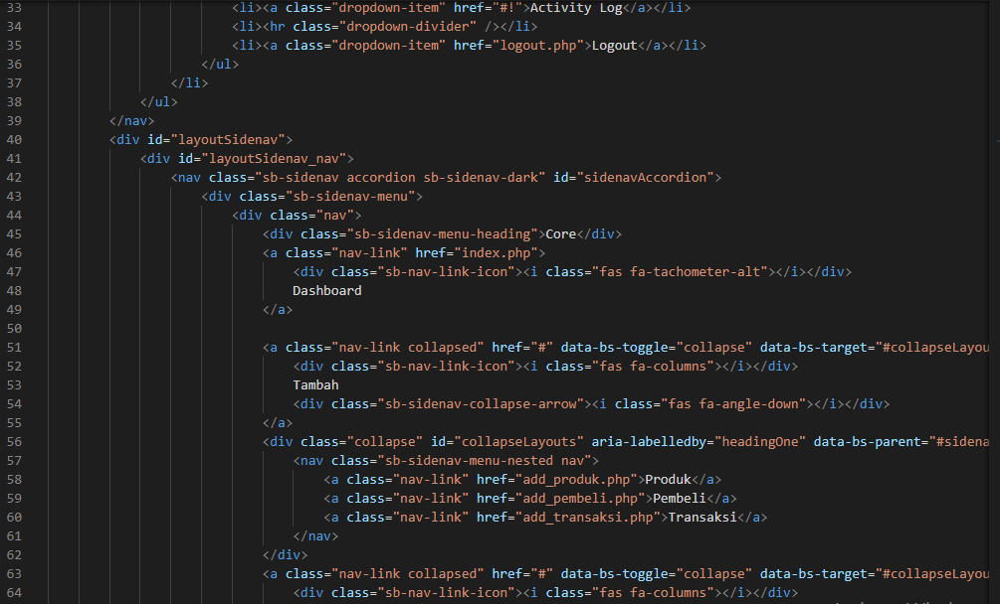 33 <li><a class="dropdown-item" href="#!">Activity Log</a></li>
34 <li><hr class="dropdown-divider" /></li>
35 <li><a class="dropdown-item" href="logout.php">Logout</a></li>
36 </ul>
37 </li>
38 </ul>
39 </nav>
40 <div id="layoutSidenav">
41 <div id="layoutSidenav_nav">
42 <nav class="sb-sidenav accordion sb-sidenav-dark" id="sidenavAccordion">
43 <div class="sb-sidenav-menu">
44 <div class="nav">
45 <div class="sb-sidenav-menu-heading">Core</div>
46 <a class="nav-link" href="index.php">
47 <div class="sb-nav-link-icon"><i class="fas fa-tachometer-alt"></i></div>
48 Dashboard
49 </a>
50
51 <a class="nav-link collapsed" href="#" data-bs-toggle="collapse" data-bs-target="#collapseLayou
52 <div class="sb-nav-link-icon"><i class="fas fa-columns"></i></div>
53 Tambah
54 <div class="sb-sidenav-collapse-arrow"><i class="fas fa-angle-down"></i></div>
55 </a>
56 <div class="collapse" id="collapseLayouts" aria-labelledby="headingOne" data-bs-parent="#sidena
57 <nav class="sb-sidenav-menu-nested nav">
58 <a class="nav-link" href="add_produk.php">Produk</a>
59 <a class="nav-link" href="add_pembeli.php">Pembeli</a>
60 <a class="nav-link" href="add_transaksi.php">Transaksi</a>
61 </nav>
62 </div>
63 <a class="nav-link collapsed" href="#" data-bs-toggle="collapse" data-bs-target="#collapseLayou
64 <div class="sb-nav-link-icon"><i class="fas fa-columns"></i></div>